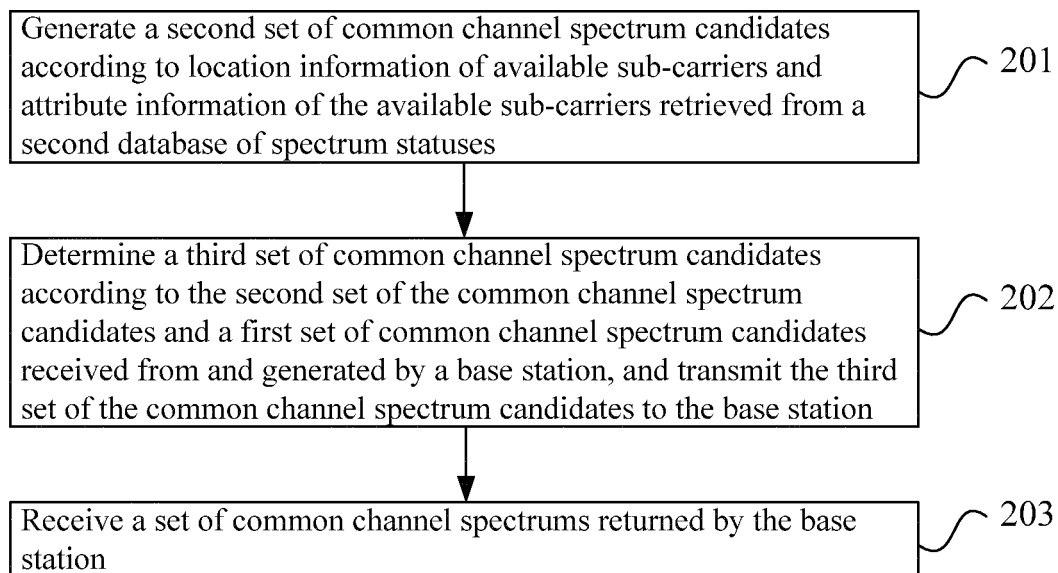 Generate a second set of common channel spectrum candidates
according to location information of available sub-carriers and
attribute information of the available sub-carriers retrieved from a
second database of spectrum statuses
201
Determine a third set of common channel spectrum candidates
according to the second set of the common channel spectrum
candidates and a first set of common channel spectrum candidates
received from and generated by a base station, and transmit the third
set of the common channel spectrum candidates to the base station
202
Receive a set of common channel spectrums returned by the base
station
203